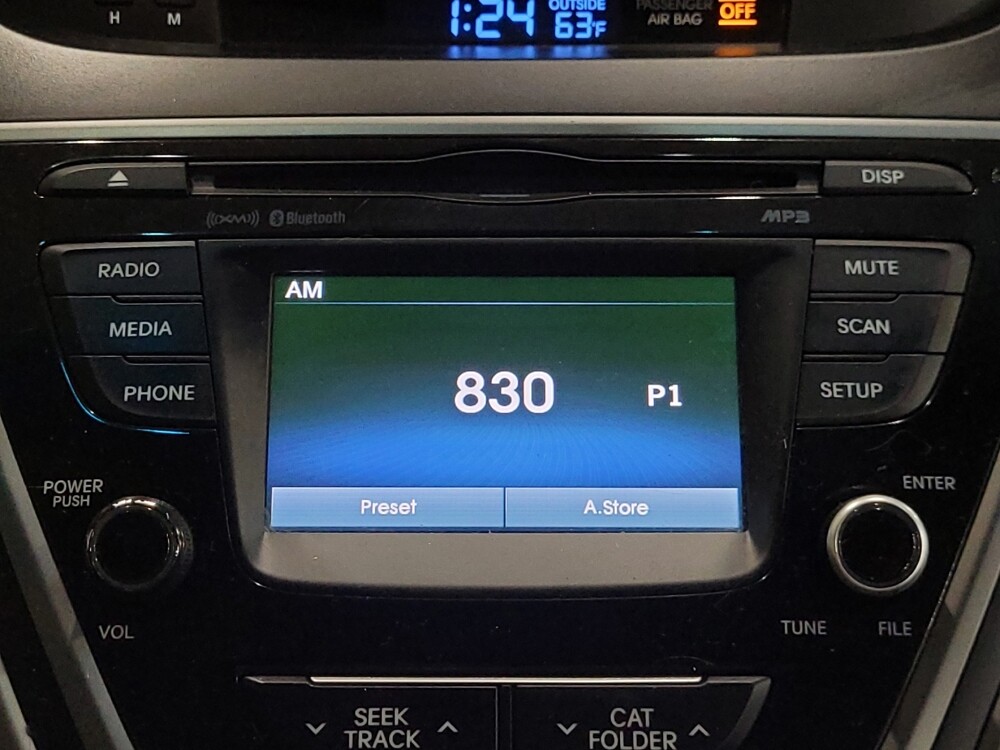 H M
1:24 OUTSIDE 63°F
PASSENGER AIR BAG OFF
DISP
((XM)) Bluetooth
MP3
RADIO
MEDIA
PHONE
AM
830 P1
Preset A.Store
MUTE
SCAN
SETUP
POWER
PUSH
VOL
ENTER
TUNE FILE
SEEK
TRACK
CAT
FOLDER